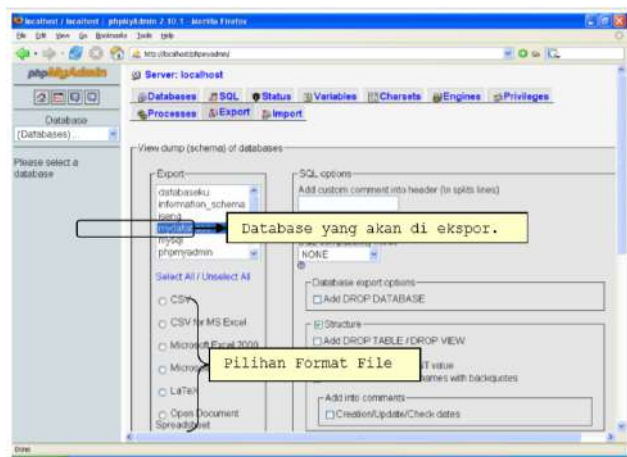 localhost / localhost | phpMyAdmin 2.10.1 - Mozilla Firefox
File Edit View Go Bookmarks Tools Help
http://localhost/phpmyadmin/
phpMyAdmin
Database
(Databases) ...
Please select a
database
Server: localhost
Databases SQL Status Variables Charsets Engines Privileges
Processes Export Import
View dump (schema) of databases
Export
databaseku
information_schema
iseng
mysql
phpmyadmin
Select All / Unselect All
CSV
CSV for MS Excel
Microsoft Excel 2000
LaTeX
Open Document
Spreadsheet
SQL options
Add custom comment into header (\n splits lines)
Database yang akan di ekspor.
NONE
Database export options
Add DROP DATABASE
Structure
Add DROP TABLE / DROP VIEW
value
names with backquotes
Pilihan Format File
Add into comments
Creation/Update/Check dates
Done